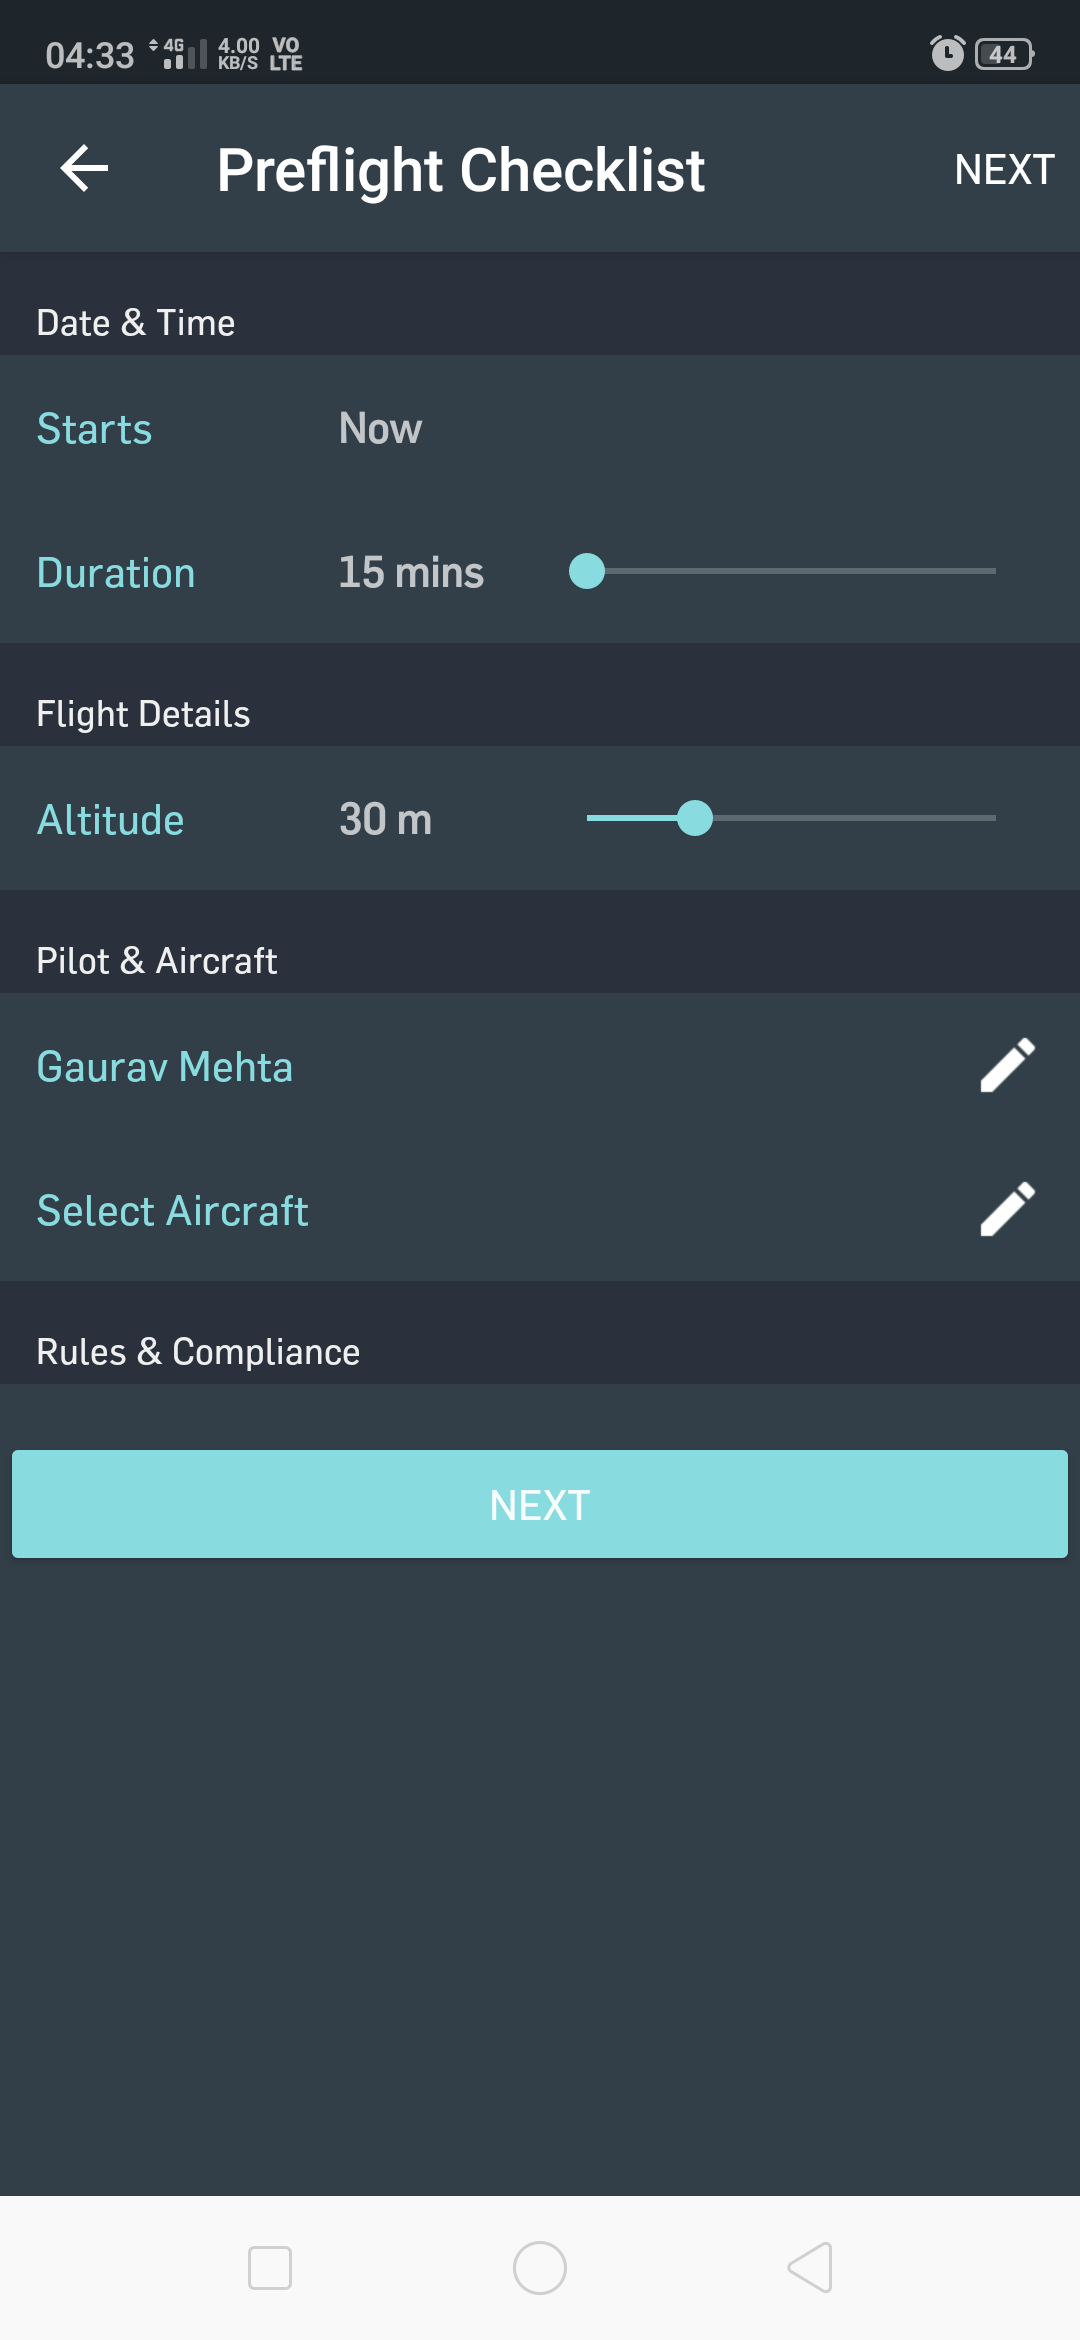 04:33 4G 4.00 KB/S VO LTE 44
Preflight Checklist NEXT
Date & Time
Starts Now
Duration 15 mins
Flight Details
Altitude 30 m
Pilot & Aircraft
Gaurav Mehta
Select Aircraft
Rules & Compliance
NEXT